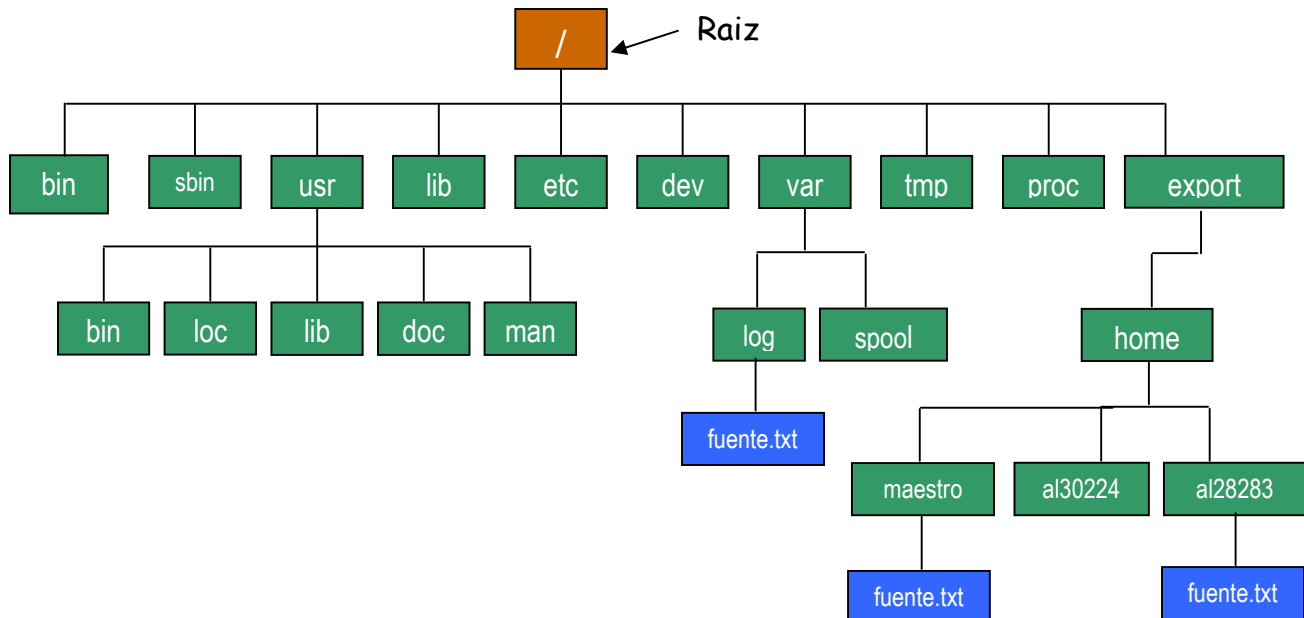 /
Raiz
bin
sbin
usr
lib
etc
dev
var
tmp
proc
export
bin
loc
lib
doc
man
log
spool
home
fuente.txt
maestro
al30224
al28283
fuente.txt
fuente.txt